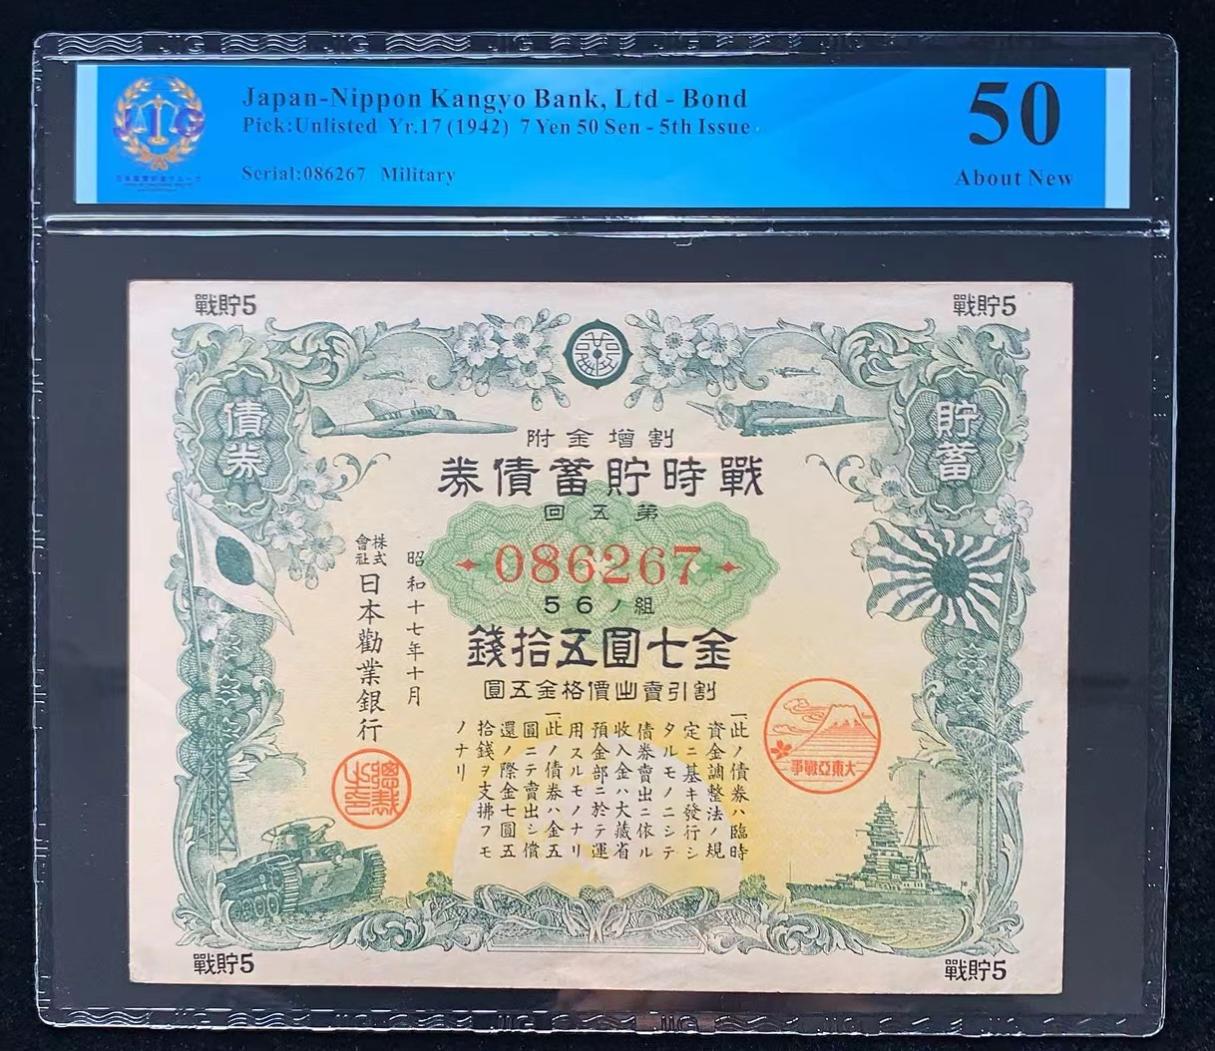 Japan-Nippon Kangyo Bank, Ltd - Bond
Pick:Unlisted Yr.17 (1942) 7 Yen 50 Sen - 5th Issue
Serial:086267 Military
50
About New
戰貯5
戰貯5
債券
貯蓄
割增金附
戰時貯蓄債券
第五回
086267
56ノ組
金七圓五拾錢
割引賣出價格金五圓
一、此ノ債券ハ臨時
資金調整法ノ規
定ニ基キ發行シ
タルモノニシテ
債券賣出ニ依ル
收入金ハ大藏省
預金部ニ於テ運
用スルモノナリ
一、此ノ債券ハ金五
圓ニテ賣出シ償
還ノ際金七圓五
拾錢ヲ支拂フモ
ノナリ
昭和十七年十月
株式會社日本勸業銀行
大東亞戰爭
戰貯5
戰貯5